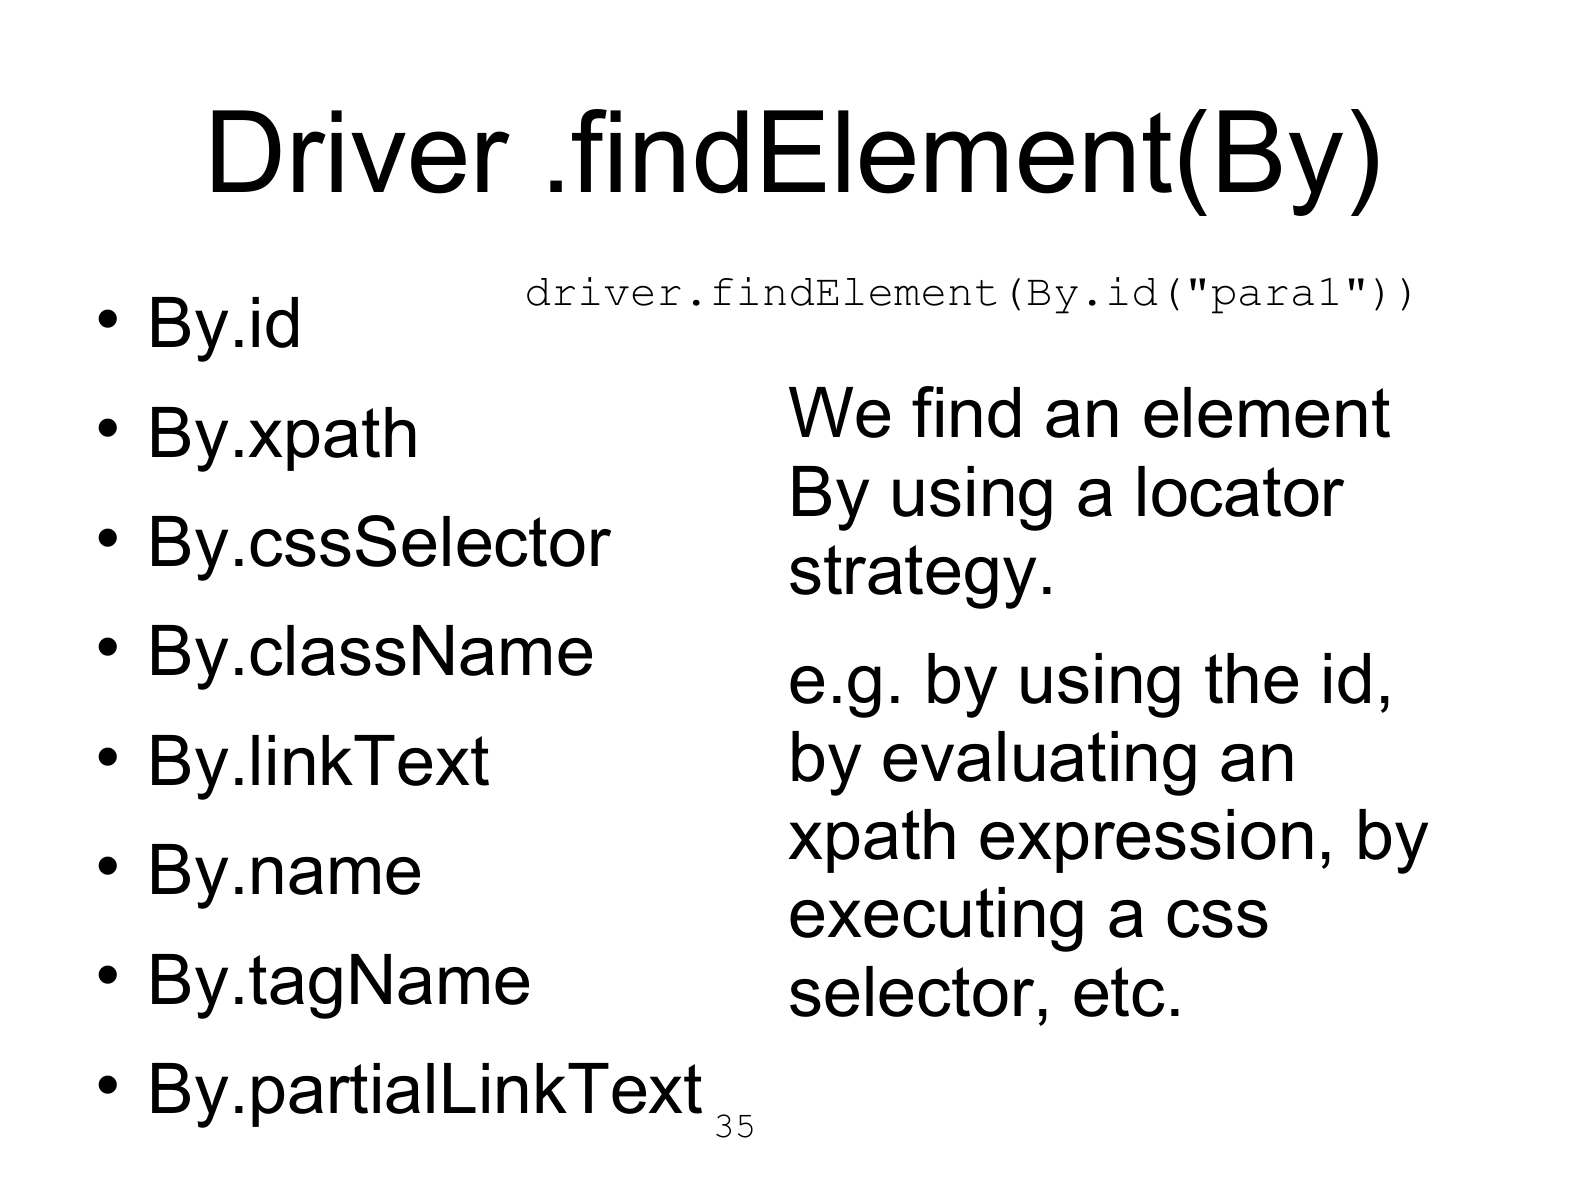 Driver .findElement(By)
driver.findElement(By.id("para1"))
• By.id
• By.xpath
• By.cssSelector
• By.className
• By.linkText
• By.name
• By.tagName
• By.partialLinkText
We find an element
By using a locator
strategy.
e.g. by using the id,
by evaluating an
xpath expression, by
executing a css
selector, etc.
35